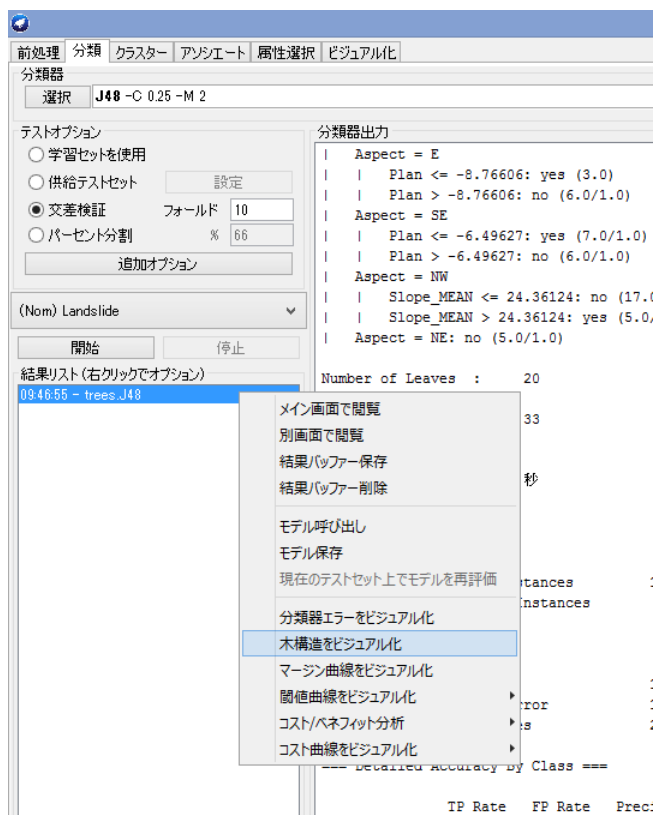 前処理 分類 クラスター アソシエート 属性選択 ビジュアル化
分類器
選択 J48 -C 0.25 -M 2
テストオプション
学習セットを使用
供給テストセット 設定
交差検証 フォールド 10
パーセント分割 % 66
追加オプション
(Nom) Landslide
開始 停止
結果リスト (右クリックでオプション)
09:46:55 - trees.J48
分類器出力
| Aspect = E
| | Plan <= -8.76606: yes (3.0)
| | Plan > -8.76606: no (6.0/1.0)
| Aspect = SE
| | Plan <= -6.49627: yes (7.0/1.0)
| | Plan > -6.49627: no (6.0/1.0)
| Aspect = NW
| | Slope_MEAN <= 24.36124: no (17.0
| | Slope_MEAN > 24.36124: yes (5.0/
| Aspect = NE: no (5.0/1.0)
Number of Leaves : 20
33
秒
stances
Instances
ror
s
=== Detailed Accuracy By Class ===
TP Rate FP Rate Preci
メイン画面で閲覧
別画面で閲覧
結果バッファー保存
結果バッファー削除
モデル呼び出し
モデル保存
現在のテストセット上でモデルを再評価
分類器エラーをビジュアル化
木構造をビジュアル化
マージン曲線をビジュアル化
閾値曲線をビジュアル化
コスト/ベネフィット分析
コスト曲線をビジュアル化